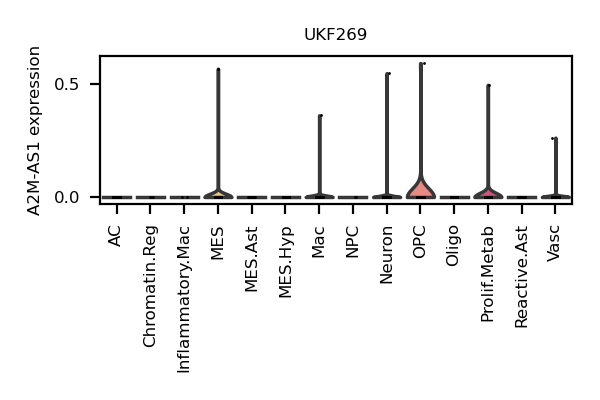 UKF269
A2M-AS1 expression
0.5
0.0
AC
Chromatin.Reg
Inflammatory.Mac
MES
MES.Ast
MES.Hyp
Mac
NPC
Neuron
OPC
Oligo
Prolif.Metab
Reactive.Ast
Vasc